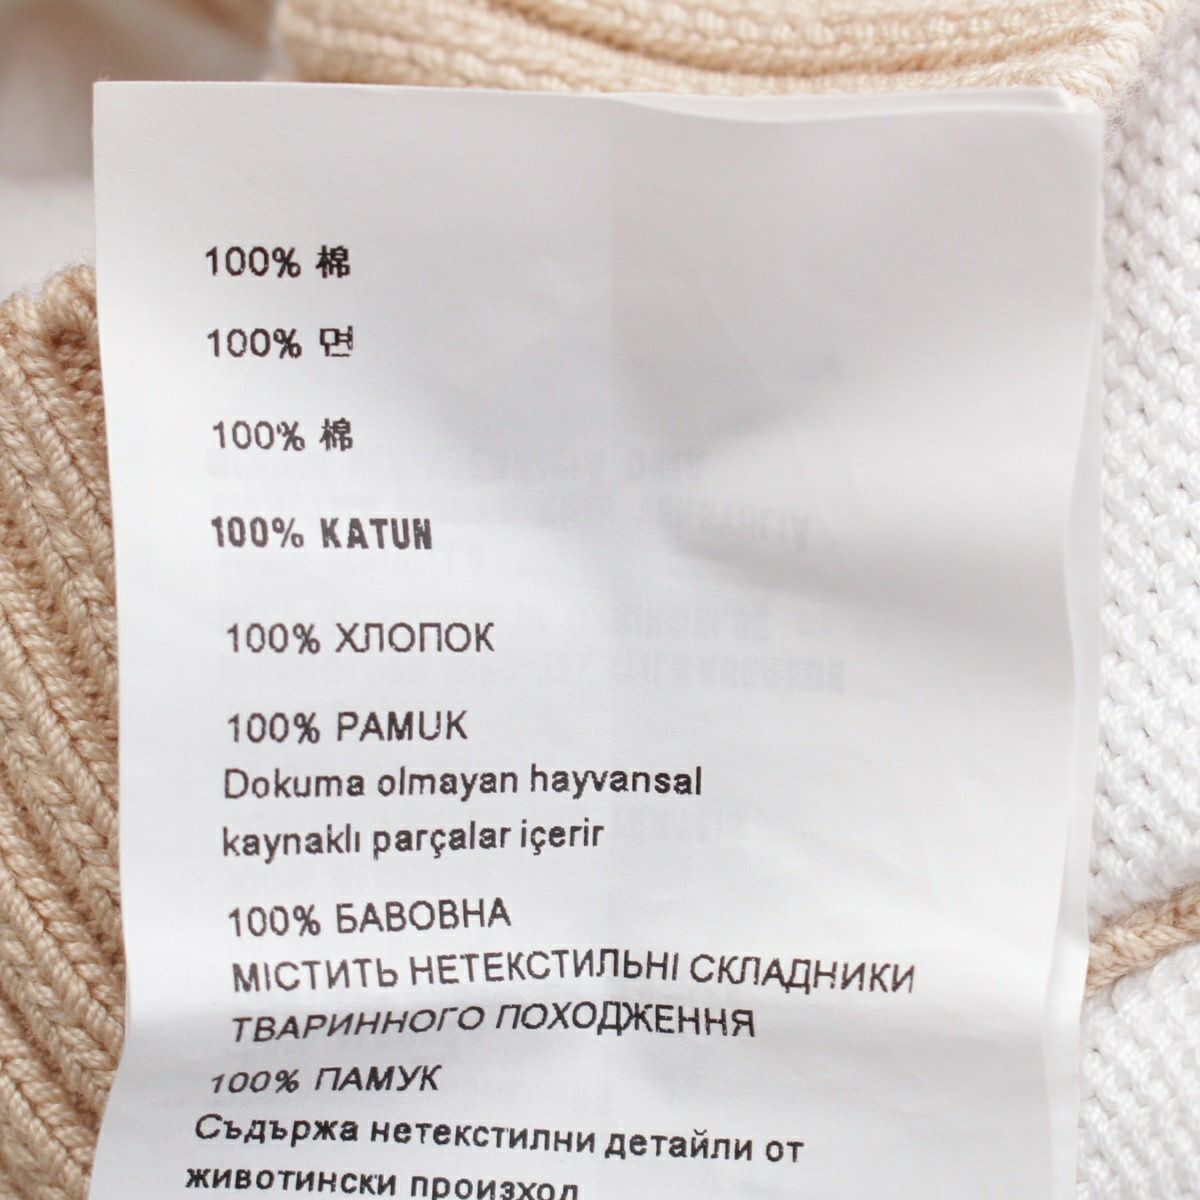 100% 棉
100% 면
100% 棉
100% KATUN
100% ХЛОПОК
100% PAMUK
Dokuma olmayan hayvansal
kaynaklı parçalar içerir
100% БАВОВНА
МІСТИТЬ НЕТЕКСТИЛЬНІ СКЛАДНИКИ
ТВАРИННОГО ПОХОДЖЕННЯ
100% ПАМУК
Съдържа нетекстилни детайли от
животински произход